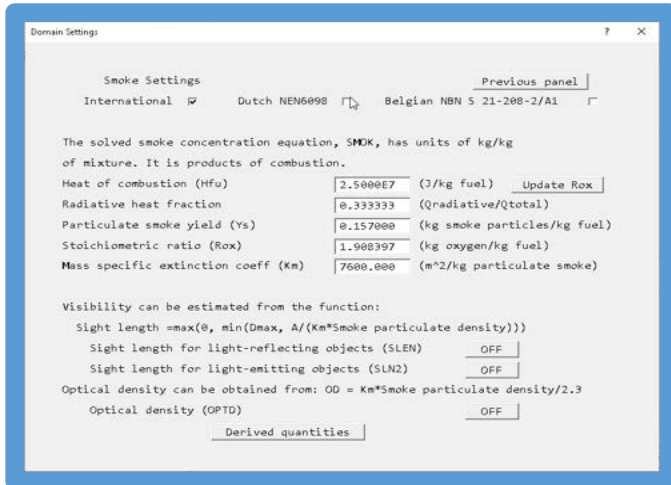 Domain Settings ? ×
Smoke Settings Previous panel
International Dutch NEN6098 Belgian NBN S 21-208-2/A1
The solved smoke concentration equation, SMOK, has units of kg/kg
of mixture. It is products of combustion.
Heat of combustion (Hfu) 2.5000E7 (J/kg fuel) Update Rox
Radiative heat fraction 0.333333 (Qradiative/Qtotal)
Particulate smoke yield (Ys) 0.157000 (kg smoke particles/kg fuel)
Stoichiometric ratio (Rox) 1.908397 (kg oxygen/kg fuel)
Mass specific extinction coeff (Km) 7600.000 (m^2/kg particulate smoke)
Visibility can be estimated from the function:
Sight length =max(0, min(Dmax, A/(Km*Smoke particulate density)))
Sight length for light-reflecting objects (SLEN) OFF
Sight length for light-emitting objects (SLN2) OFF
Optical density can be obtained from: OD = Km*Smoke particulate density/2.3
Optical density (OPTD) OFF
Derived quantities